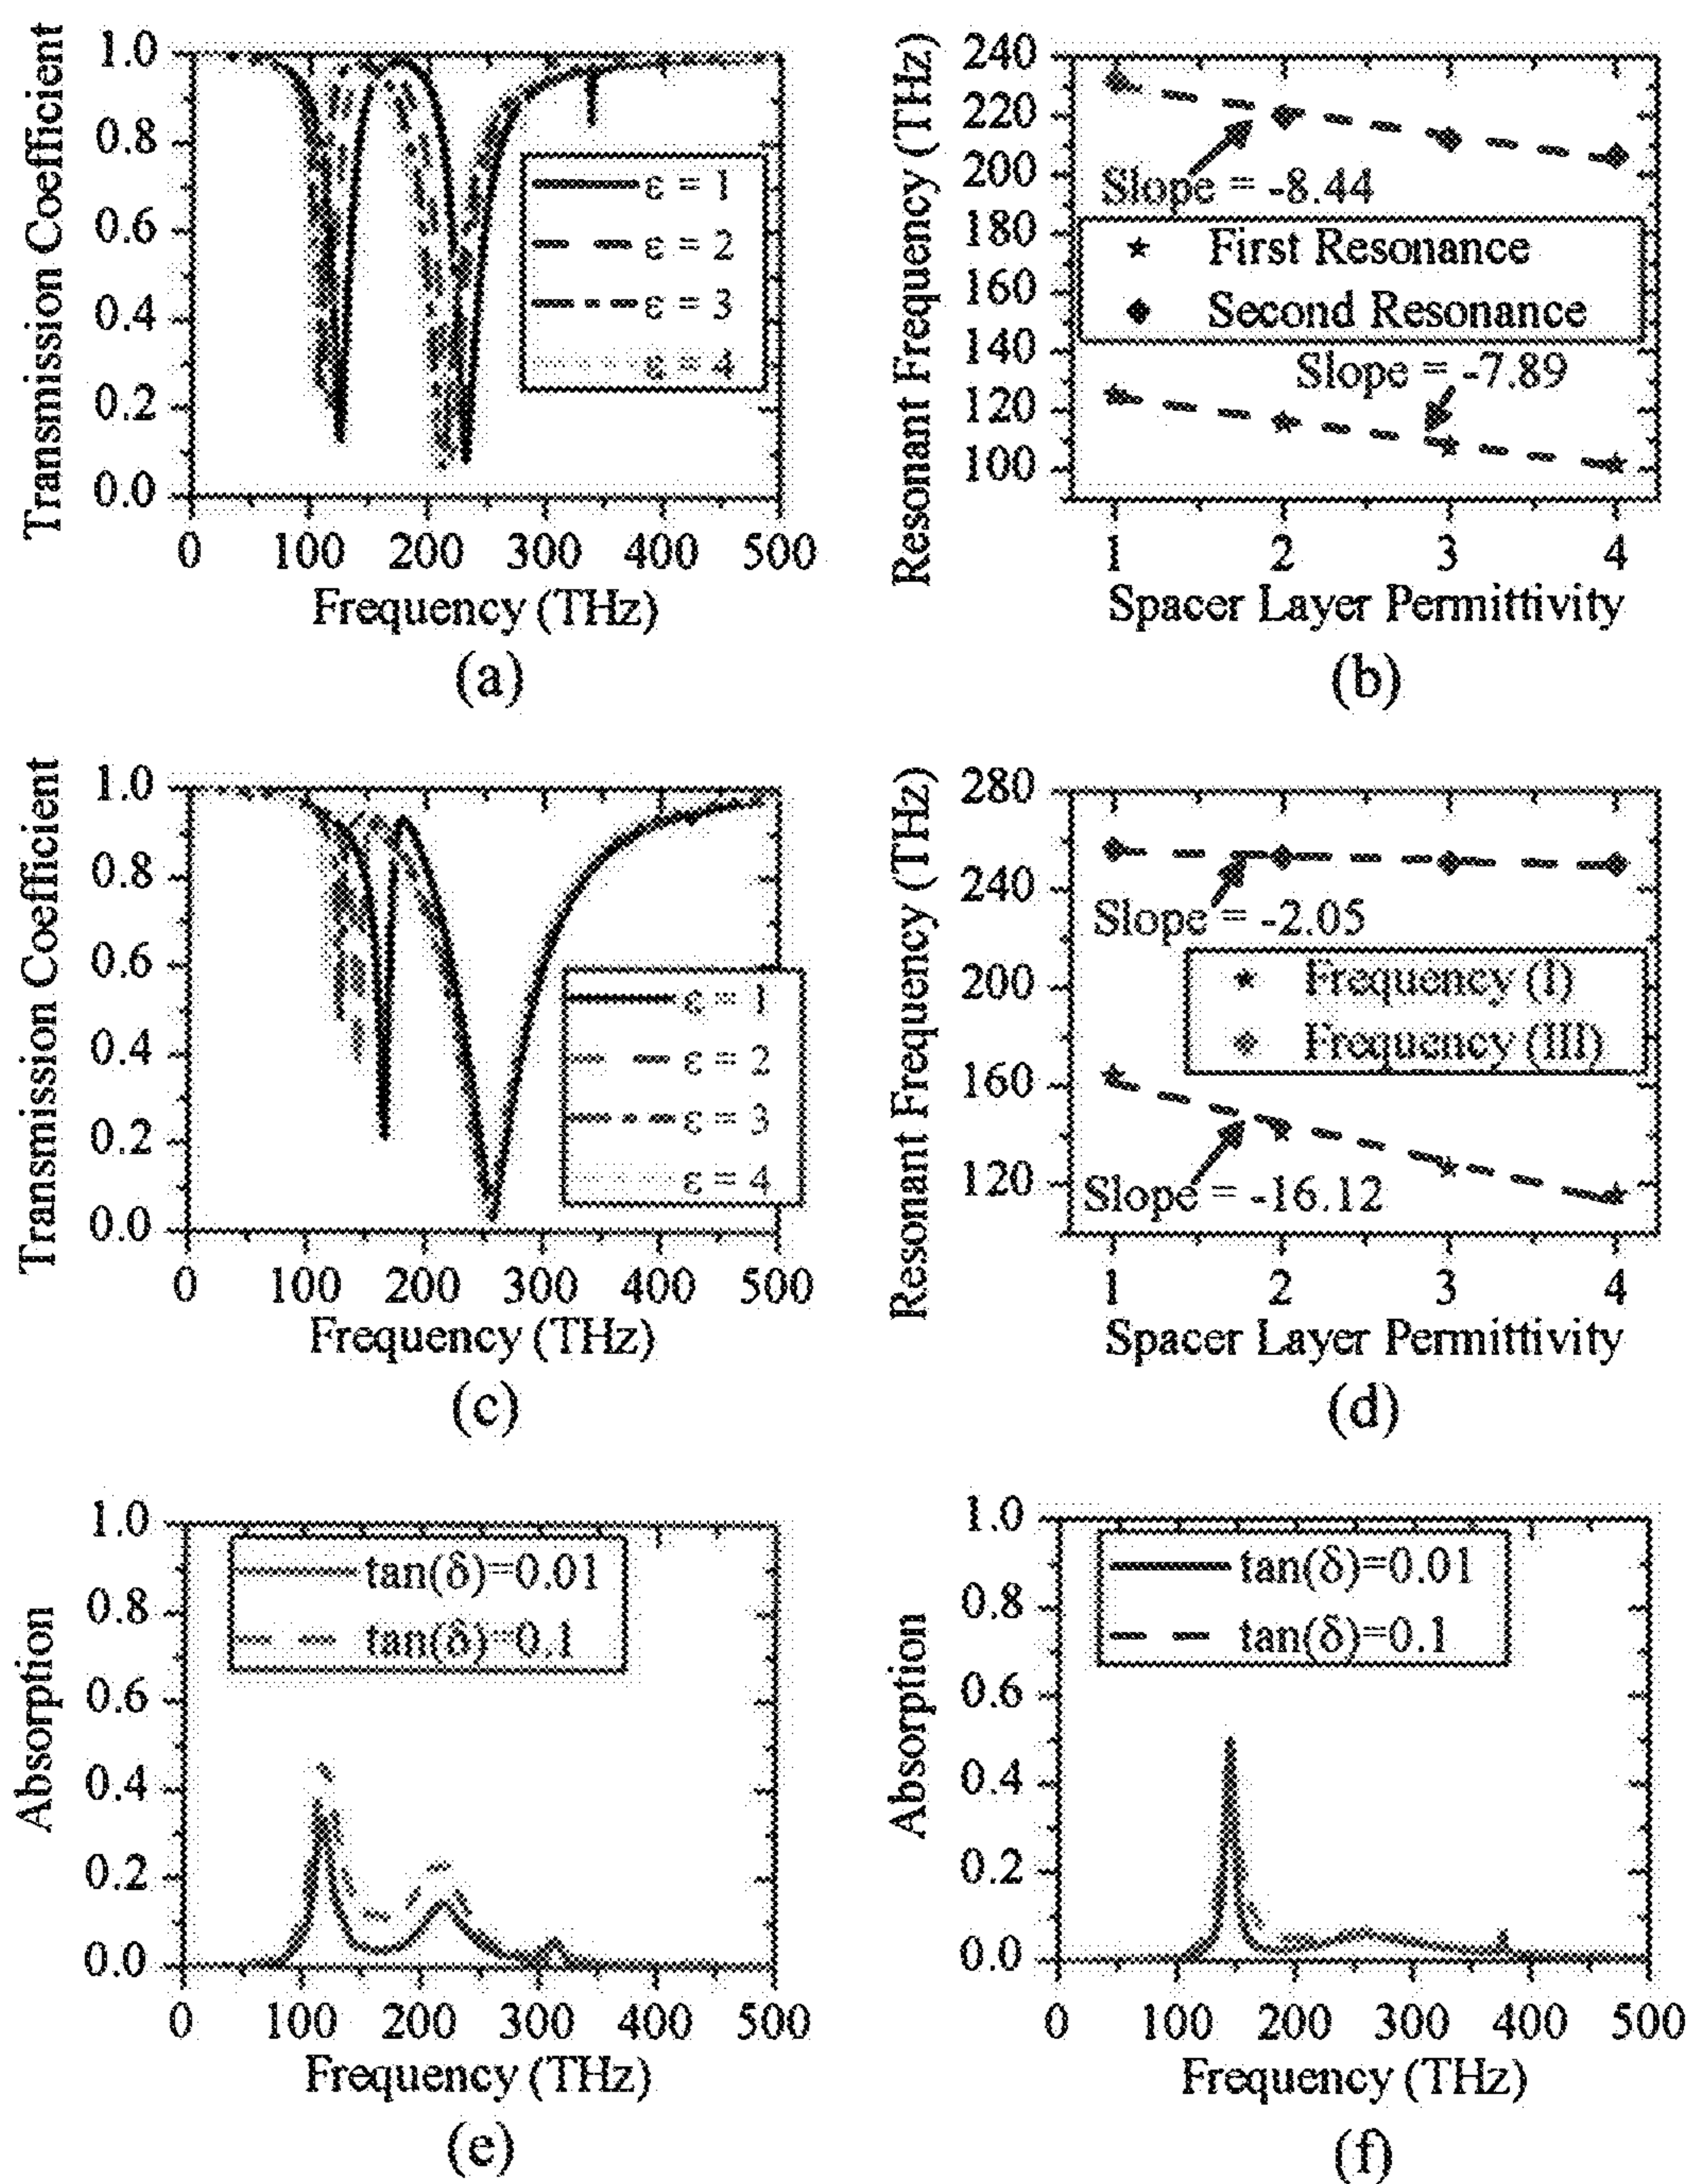 Transmission Coefficient
1.0
0.8
0.6
0.4
0.2
0.0
ε = 1
ε = 2
ε = 3
ε = 4
0 100 200 300 400 500
Frequency (THz)
(a)
Resonant Frequency (THz)
240
220
200
180
160
140
120
100
Slope = -8.44
First Resonance
Second Resonance
Slope = -7.89
1 2 3 4
Spacer Layer Permittivity
(b)
Transmission Coefficient
1.0
0.8
0.6
0.4
0.2
0.0
ε = 1
ε = 2
ε = 3
ε = 4
0 100 200 300 400 500
Frequency (THz)
(c)
Resonant Frequency (THz)
280
240
200
160
120
Slope = -2.05
Frequency (I)
Frequency (III)
Slope = -16.12
1 2 3 4
Spacer Layer Permittivity
(d)
Absorption
1.0
0.8
0.6
0.4
0.2
0.0
tan(δ)=0.01
tan(δ)=0.1
0 100 200 300 400 500
Frequency (THz)
(e)
Absorption
1.0
0.8
0.6
0.4
0.2
0.0
tan(δ)=0.01
tan(δ)=0.1
0 100 200 300 400 500
Frequency (THz)
(f)